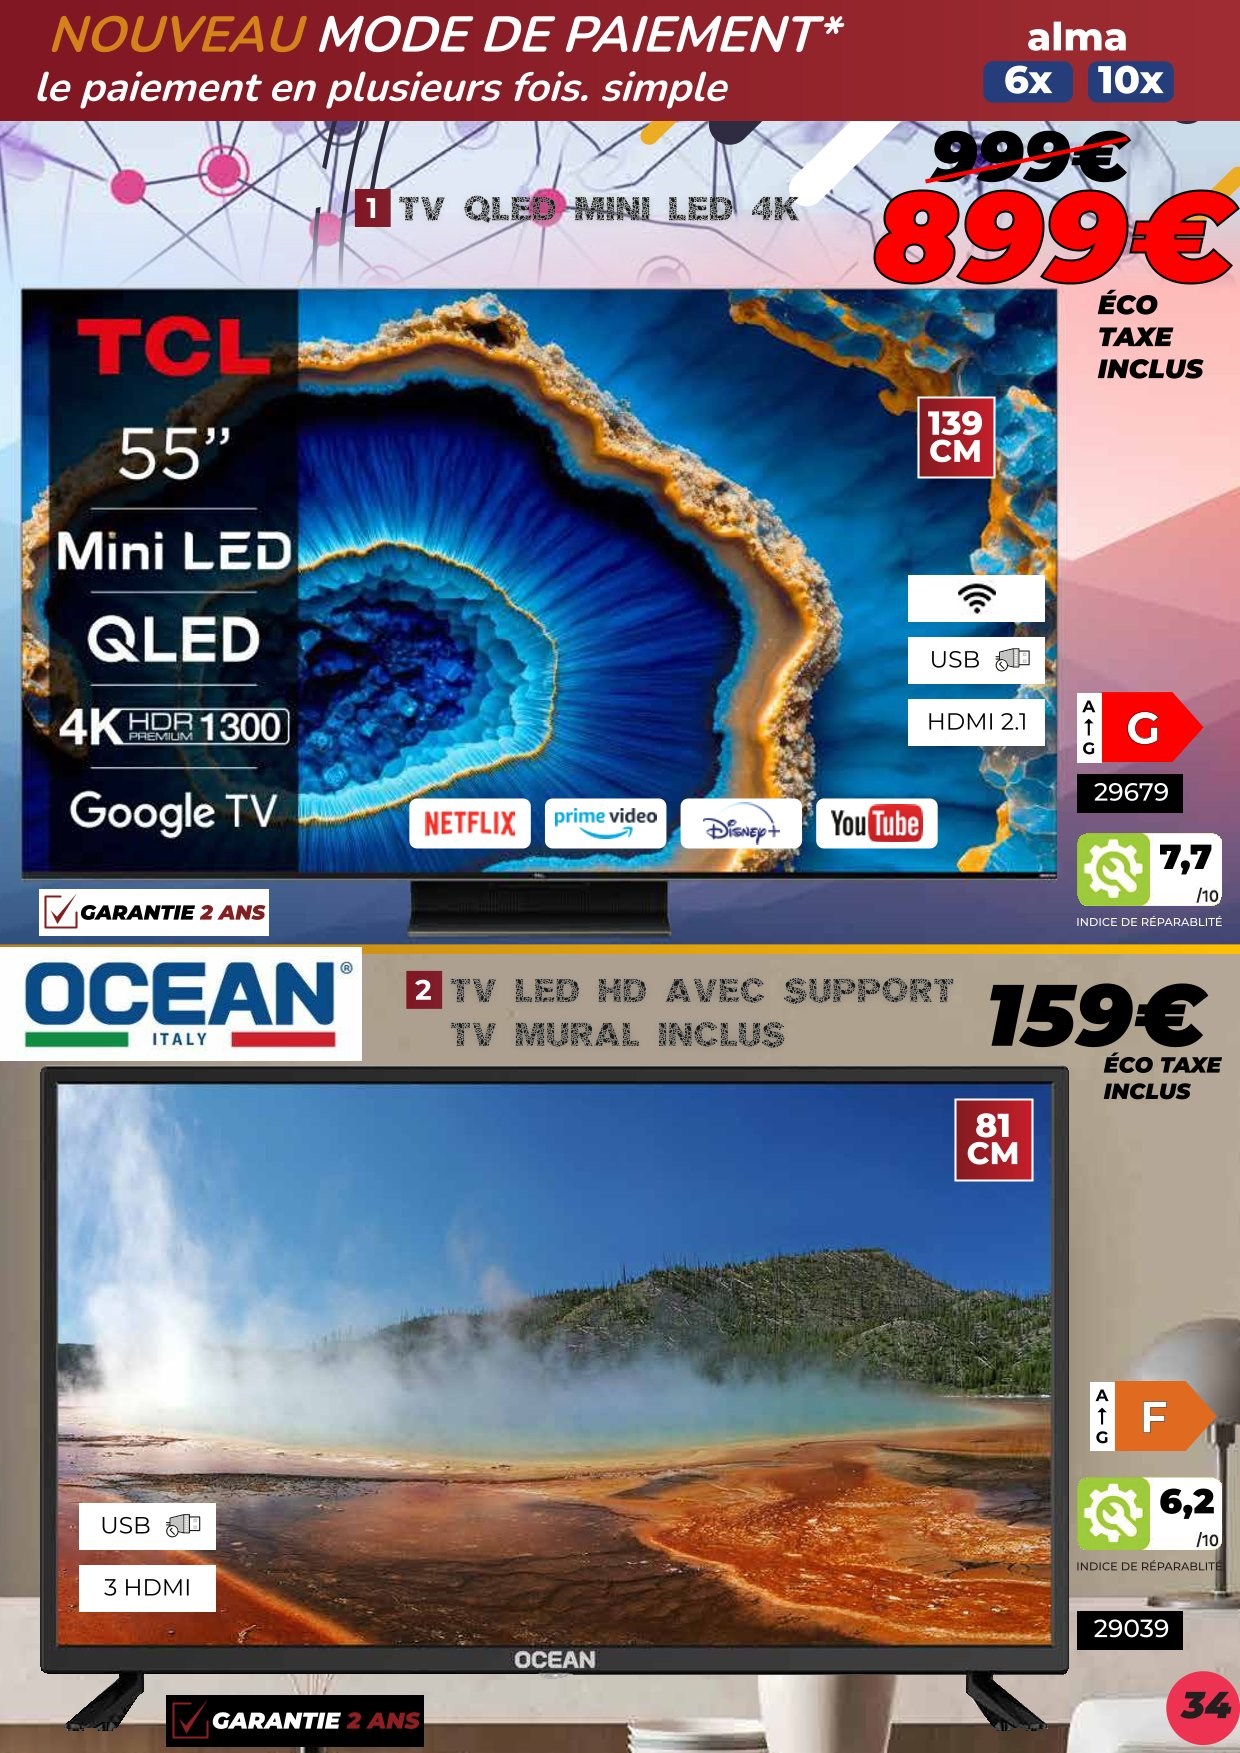 NOUVEAU MODE DE PAIEMENT*
le paiement en plusieurs fois. simple
alma
6x 10x
999€
899€
1 TV QLED MINI LED 4K
ÉCO
TAXE
INCLUS
TCL
55”
Mini LED
QLED
4K HDR PREMIUM 1300
Google TV
139
CM
USB
HDMI 2.1
NETFLIX
prime video
Disney+
YouTube
A
G
G
29679
7,7
/10
INDICE DE RÉPARABLITÉ
GARANTIE 2 ANS
OCEAN®
ITALY
2 TV LED HD AVEC SUPPORT
TV MURAL INCLUS
159€
ÉCO TAXE
INCLUS
81
CM
USB
3 HDMI
A
G
F
6,2
/10
INDICE DE RÉPARABLITÉ
29039
OCEAN
GARANTIE 2 ANS
34